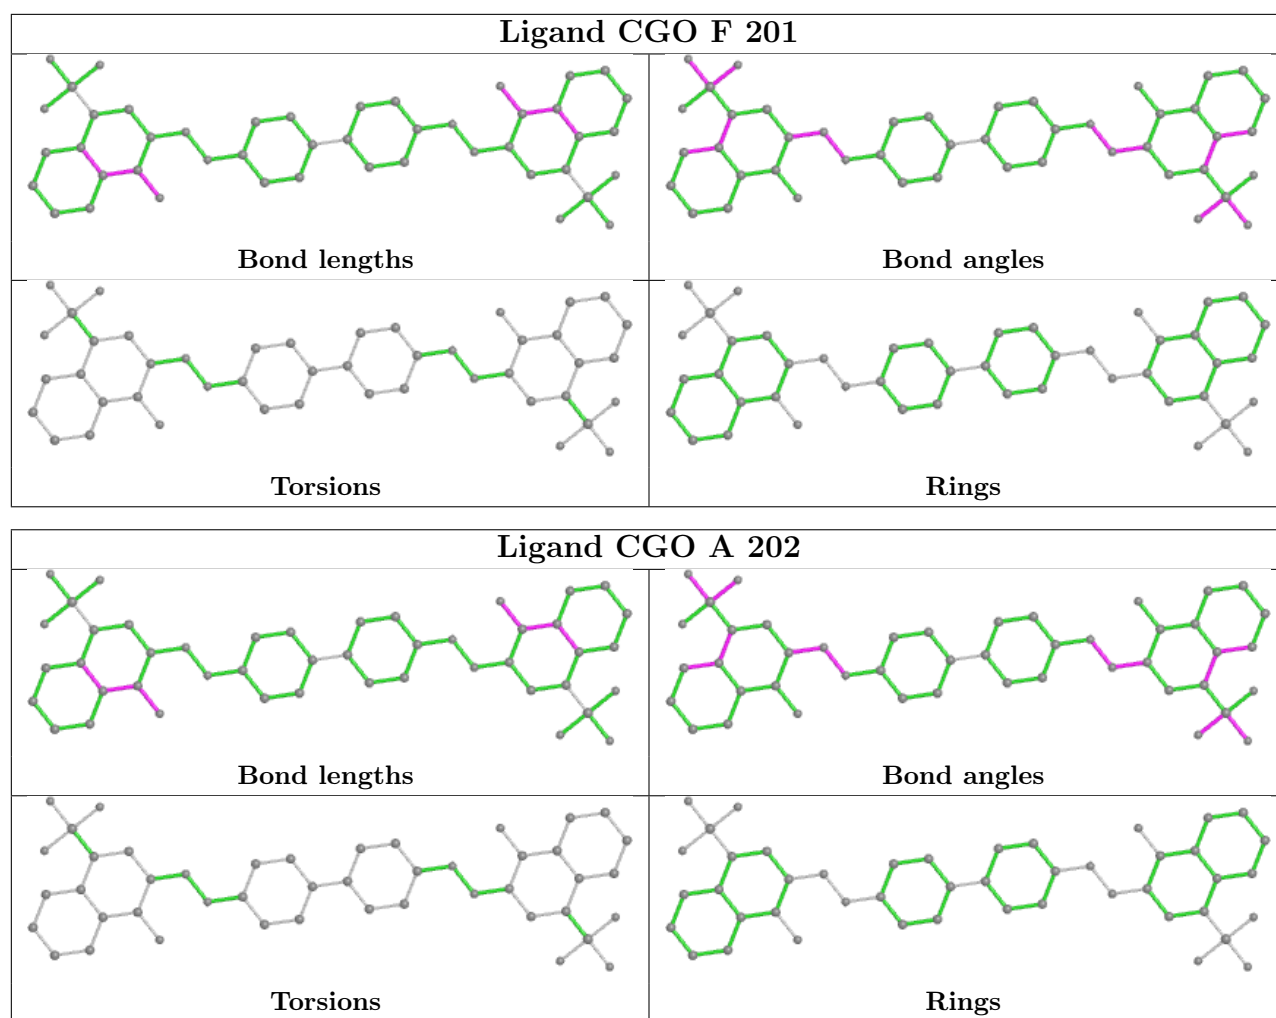 Ligand CGO F 201
Bond lengths
Bond angles
Torsions
Rings
Ligand CGO A 202
Bond lengths
Bond angles
Torsions
Rings